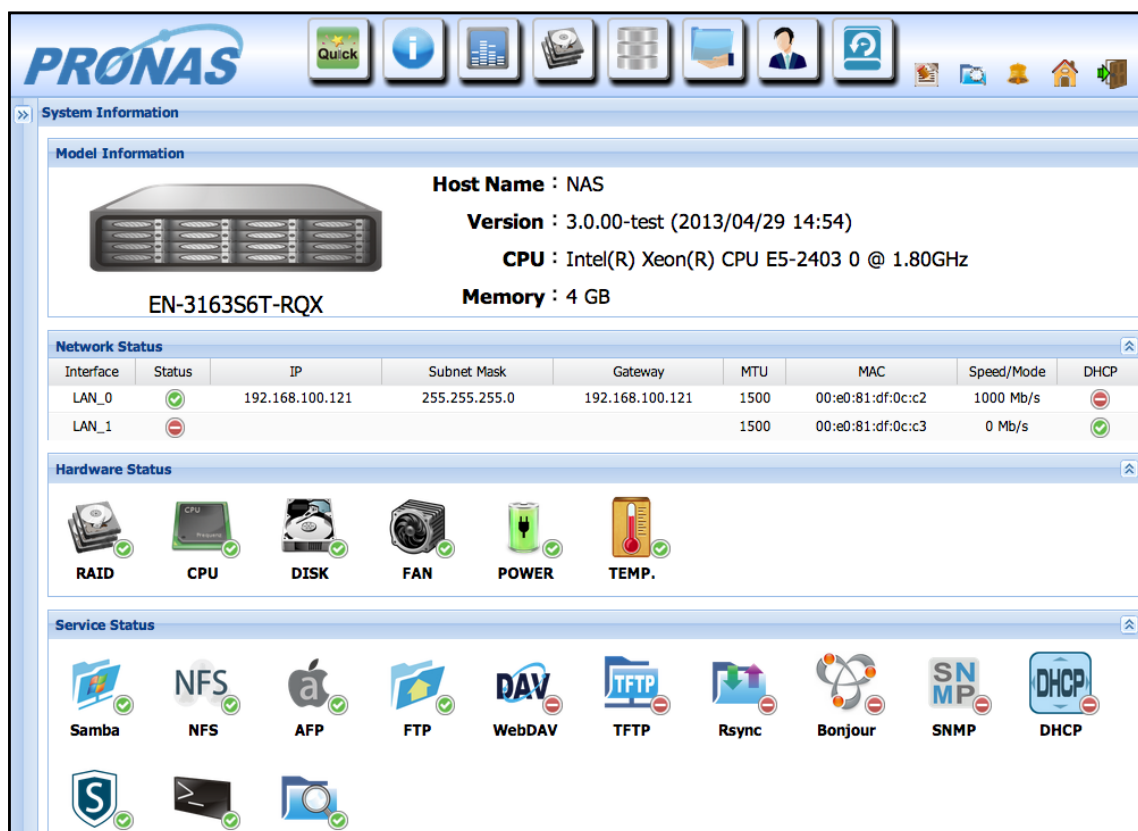 PRONAS
Quick
System Information
Model Information
Host Name : NAS
Version : 3.0.00-test (2013/04/29 14:54)
CPU : Intel(R) Xeon(R) CPU E5-2403 0 @ 1.80GHz
Memory : 4 GB
EN-3163S6T-RQX
Network Status
Interface Status IP Subnet Mask Gateway MTU MAC Speed/Mode DHCP
LAN_0 192.168.100.121 255.255.255.0 192.168.100.121 1500 00:e0:81:df:0c:c2 1000 Mb/s
LAN_1 1500 00:e0:81:df:0c:c3 0 Mb/s
Hardware Status
CPU
RAID CPU DISK FAN POWER TEMP.
Service Status
NFS a DAV TFTP SN MP DHCP
Samba NFS AFP FTP WebDAV TFTP Rsync Bonjour SNMP DHCP
S >_